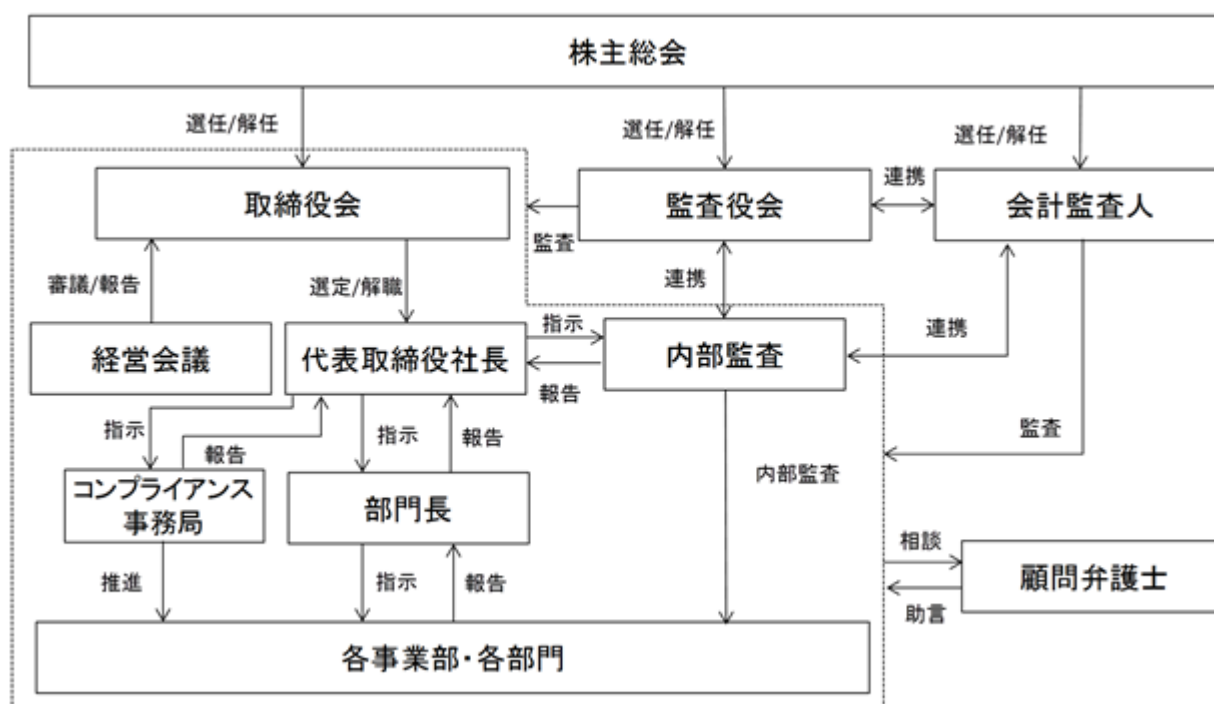 株主総会
選任/解任
選任/解任
選任/解任
取締役会
監査役会
連携
会計監査人
監査
審議/報告
選定/解職
連携
経営会議
代表取締役社長
指示
報告
内部監査
連携
指示
報告
指示
報告
監査
コンプライアンス
事務局
部門長
内部監査
相談
助言
顧問弁護士
推進
指示
報告
各事業部・各部門